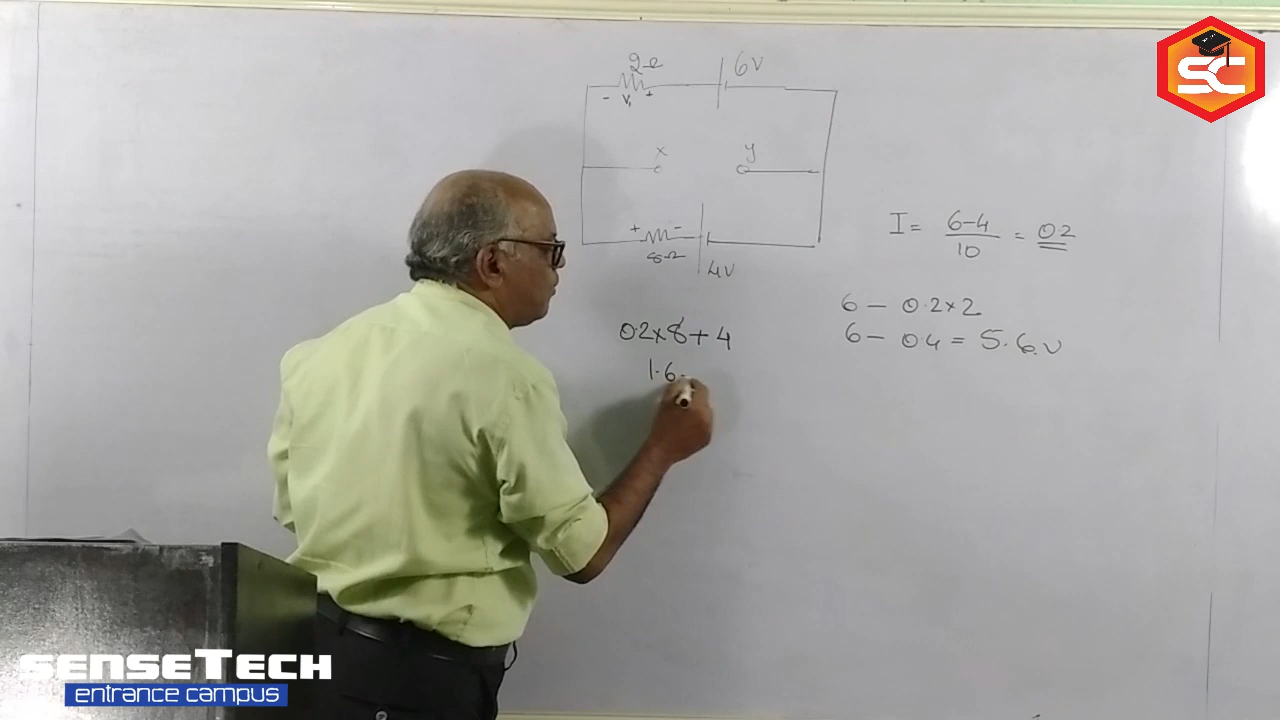 SC
2Ω
6V
- V₁ +
x
y
+ -
8Ω
4V
I = 6-4 / 10 = 0.2
6 - 0.2×2
6 - 0.4 = 5.6.V
0.2×8+4
1.6
SENSETECH
entrance campus